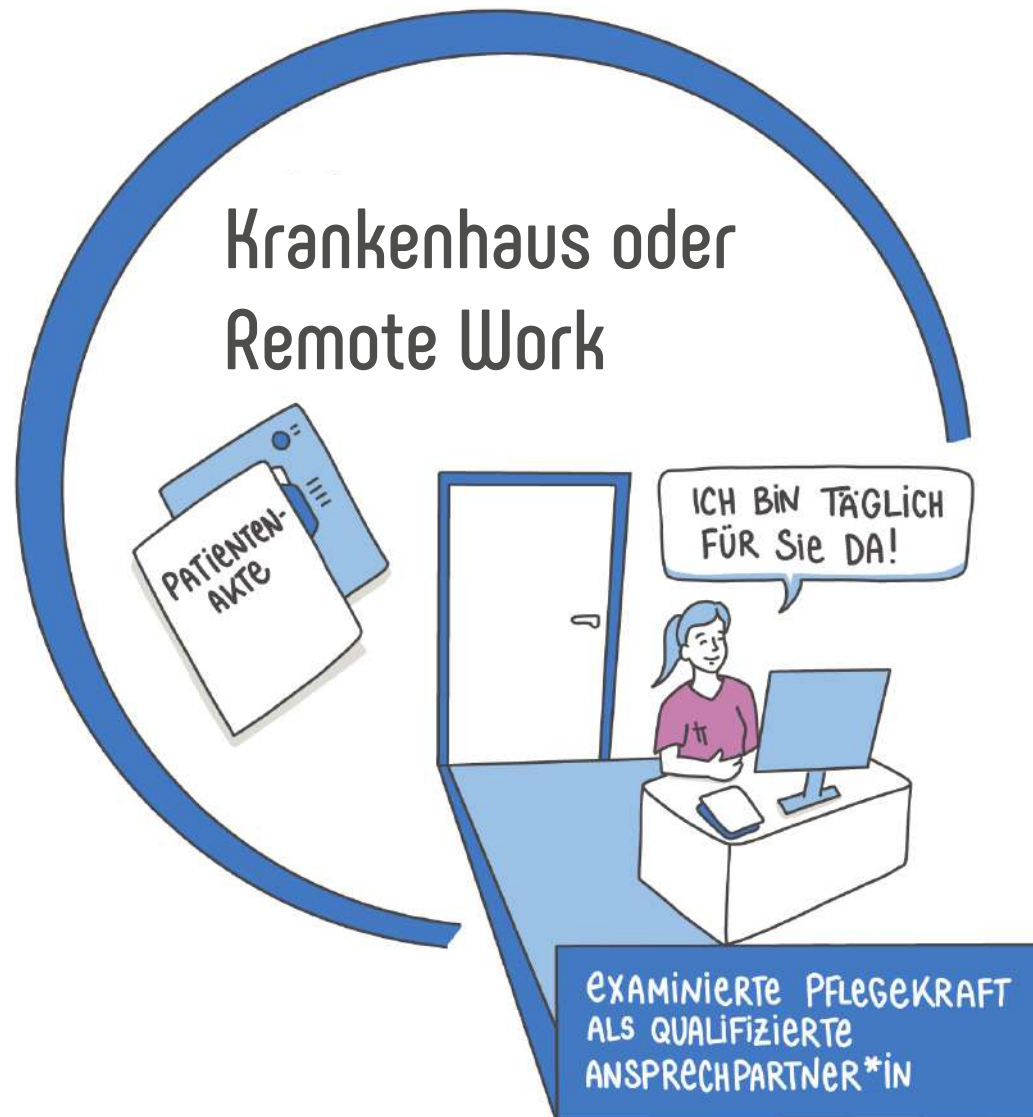 Krankenhaus oder
Remote Work
PATIENTEN-
AKTE
ICH BIN TÄGLICH
FÜR SIE DA!
EXAMINIERTE PFLEGEKRAFT
ALS QUALIFIZIERTE
ANSPRECHPARTNER*IN